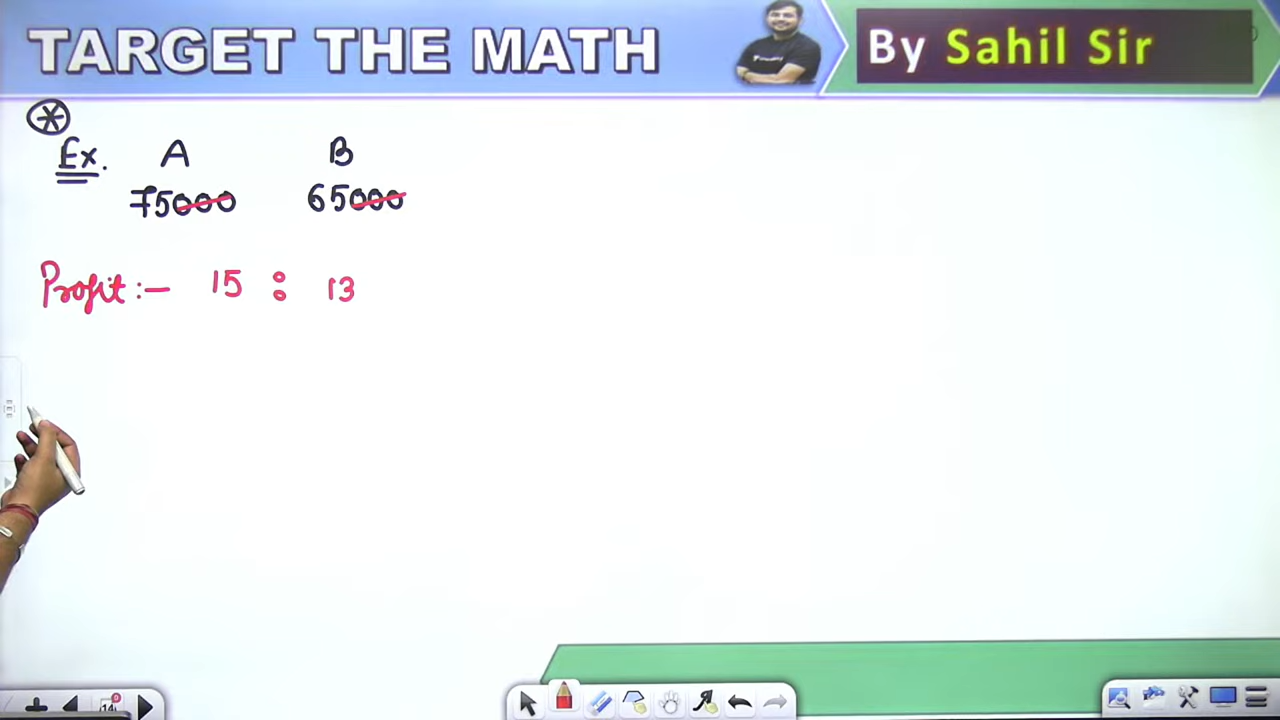 TARGET THE MATH
By Sahil Sir
Ex. A B
75000 65000
Profit :- 15 : 13